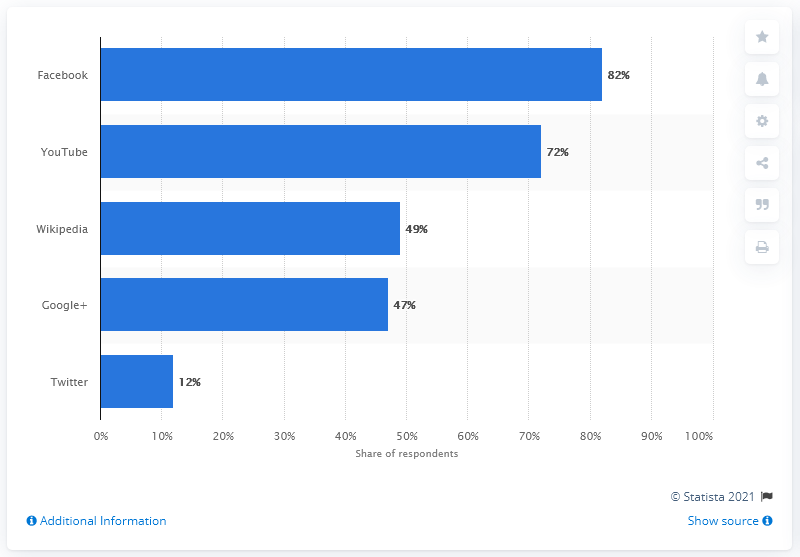 Facebook 82%
YouTube 72%
Wikipedia 49%
Google+ 47%
Twitter 12%
0% 10% 20% 30% 40% 50% 60% 70% 80% 90% 100%
Share of respondents
© Statista 2021
Additional Information Show source